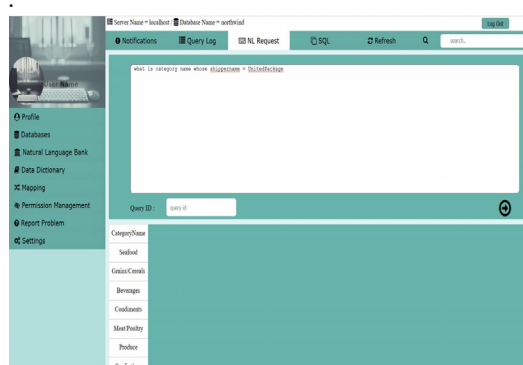 Server Name = localhost / Database Name = northwind
Log Out
Notifications Query Log NL Request SQL Refresh search..
what is category name whose shippername = UnitedPackage
User Name
Profile
Databases
Natural Language Bank
Data Dictionary
Mapping
Permission Management
Report Problem
Settings
Query ID : query id
CategoryName
Seafood
Grains/Cereals
Beverages
Condiments
Meat/Poultry
Produce